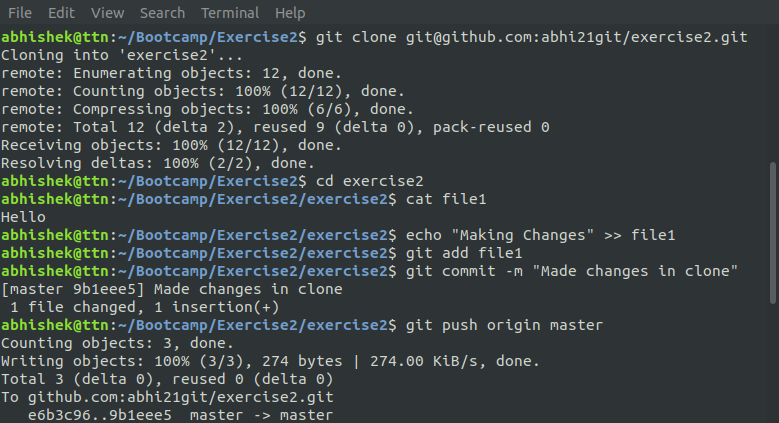 File Edit View Search Terminal Help
abhishek@ttn:~/Bootcamp/Exercise2$ git clone git@github.com:abhi21git/exercise2.git
Cloning into 'exercise2'...
remote: Enumerating objects: 12, done.
remote: Counting objects: 100% (12/12), done.
remote: Compressing objects: 100% (6/6), done.
remote: Total 12 (delta 2), reused 9 (delta 0), pack-reused 0
Receiving objects: 100% (12/12), done.
Resolving deltas: 100% (2/2), done.
abhishek@ttn:~/Bootcamp/Exercise2$ cd exercise2
abhishek@ttn:~/Bootcamp/Exercise2/exercise2$ cat file1
Hello
abhishek@ttn:~/Bootcamp/Exercise2/exercise2$ echo "Making Changes" >> file1
abhishek@ttn:~/Bootcamp/Exercise2/exercise2$ git add file1
abhishek@ttn:~/Bootcamp/Exercise2/exercise2$ git commit -m "Made changes in clone"
[master 9b1eee5] Made changes in clone
 1 file changed, 1 insertion(+)
abhishek@ttn:~/Bootcamp/Exercise2/exercise2$ git push origin master
Counting objects: 3, done.
Writing objects: 100% (3/3), 274 bytes | 274.00 KiB/s, done.
Total 3 (delta 0), reused 0 (delta 0)
To github.com:abhi21git/exercise2.git
   e6b3c96..9b1eee5  master -> master